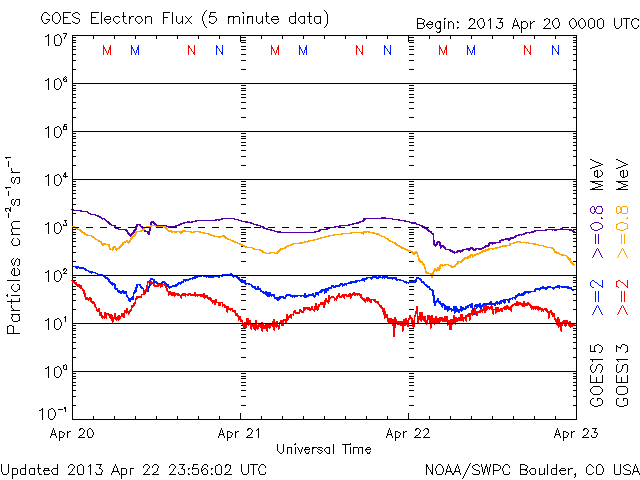 GOES Electron Flux (5 minute data)
Begin: 2013 Apr 20 0000 UTC
M M N N M M N N M M N N
10⁷
10⁶
10⁵
10⁴
10³
10²
10¹
10⁰
10⁻¹
Particles cm⁻²s⁻¹sr⁻¹
Apr 20 Apr 21 Apr 22 Apr 23
Universal Time
GOES15 >=2 >=0.8 MeV
GOES13 >=2 >=0.8 MeV
Updated 2013 Apr 22 23:56:02 UTC
NOAA/SWPC Boulder, CO USA